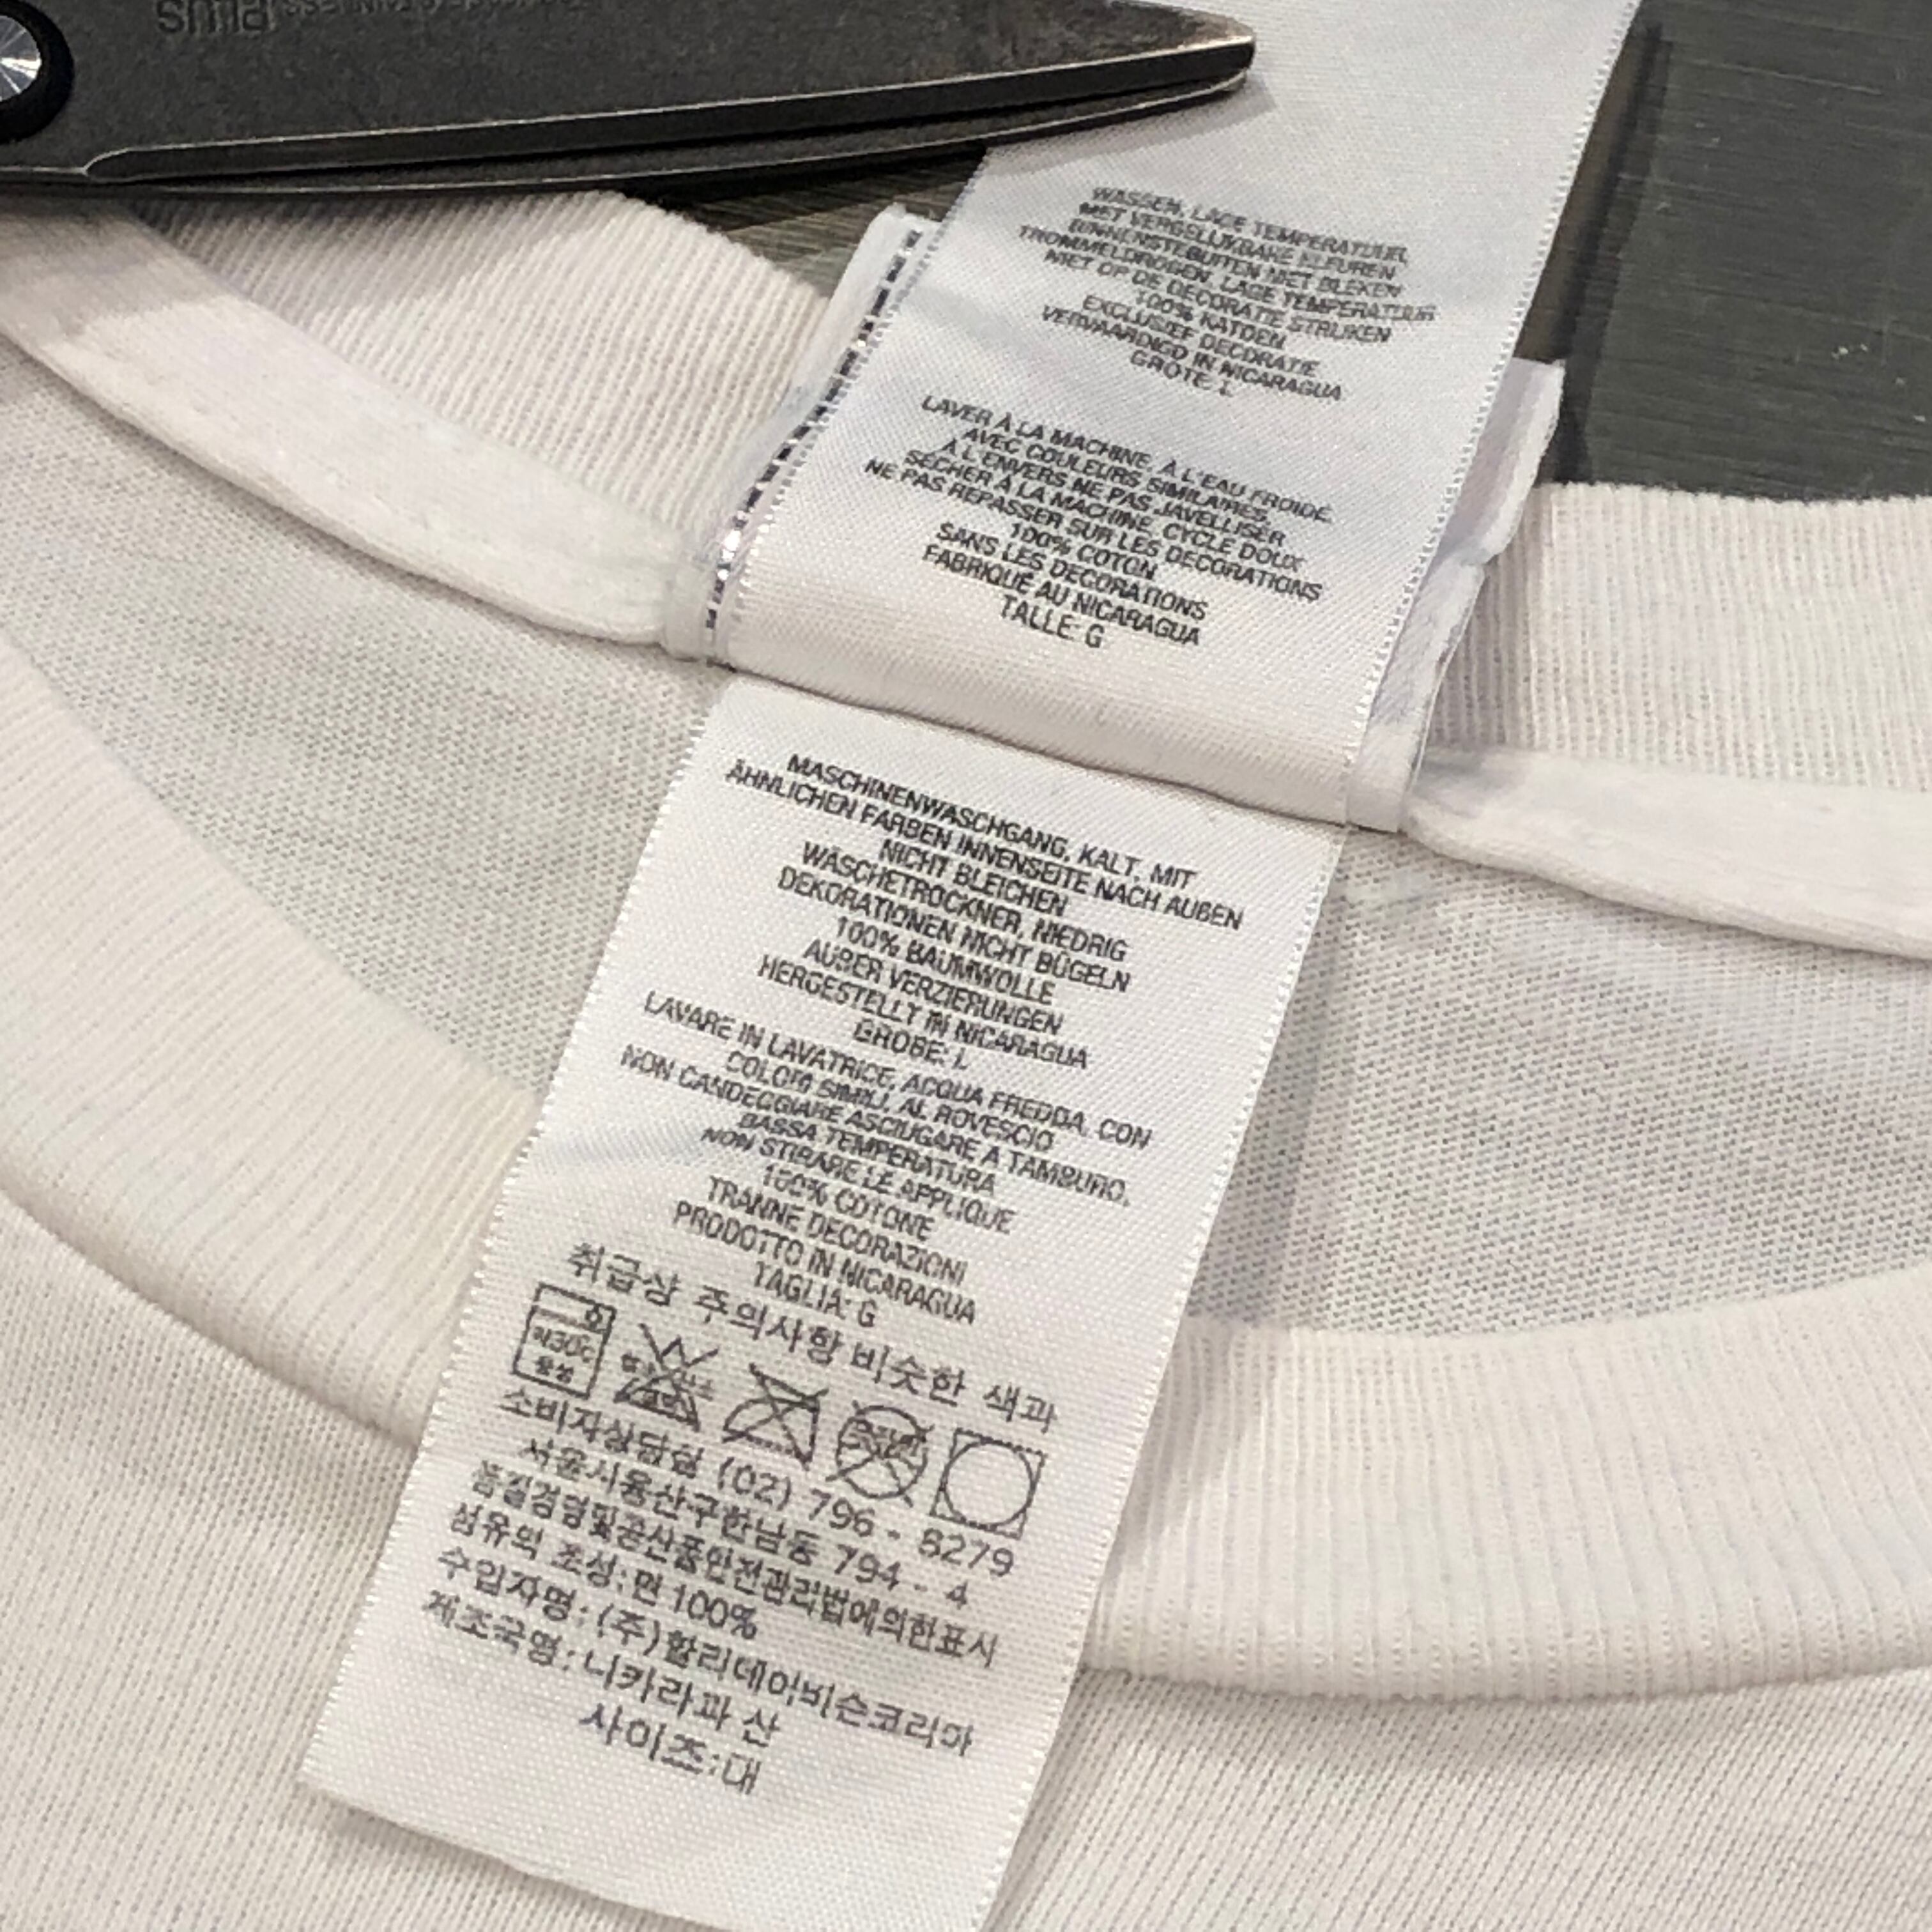 PLUS
WASSEN, LAGE TEMPERATUUR,
MET VERGELIJKBARE KLEUREN
BINNENSTEBUITEN NIET BLEKEN
TROMMELDROGEN, LAGE TEMPERATUUR
NIET OP DE DECORATIE STRIJKEN
100% KATOEN
EXCLUSIEF DECORATIE
VERVAARDIGD IN NICARAGUA
GROTE: L
LAVER À LA MACHINE, À L'EAU FROIDE,
AVEC COULEURS SIMILAIRES,
À L'ENVERS NE PAS JAVELLISER
SÉCHER À LA MACHINE, CYCLE DOUX
NE PAS REPASSER SUR LES DECORATIONS
100% COTON
SANS LES DECORATIONS
FABRIQUÉ AU NICARAGUA
TALLE: G
MASCHINENWASCHGANG, KALT, MIT
ÄHNLICHEN FARBEN INNENSEITE NACH AUßEN
NICHT BLEICHEN
WÄSCHETROCKNER, NIEDRIG
DEKORATIONEN NICHT BÜGELN
100% BAUMWOLLE
AUßER VERZIERUNGEN
HERGESTELLT IN NICARAGUA
GRÖBE: L
LAVARE IN LAVATRICE, ACQUA FREDDA, CON
COLORI SIMILI, AL ROVESCIO
NON CANDEGGIARE ASCIUGARE A TAMBURO,
BASSA TEMPERATURA
NON STIRARE LE APPLIQUE
100% COTONE
TRANNE DECORAZIONI
PRODOTTO IN NICARAGUA
TAGLIA: G
취급상 주의사항 비슷한 색과
약30℃
중성
소비자상담실 (02) 796 - 8279
서울시용산구한남동 794 - 4
품질경영및공산품안전관리법에의한표시
섬유의 조성:면 100%
수입자명: (주)할리데이비슨코리아
제조국명: 니카라과 산
사이즈:대